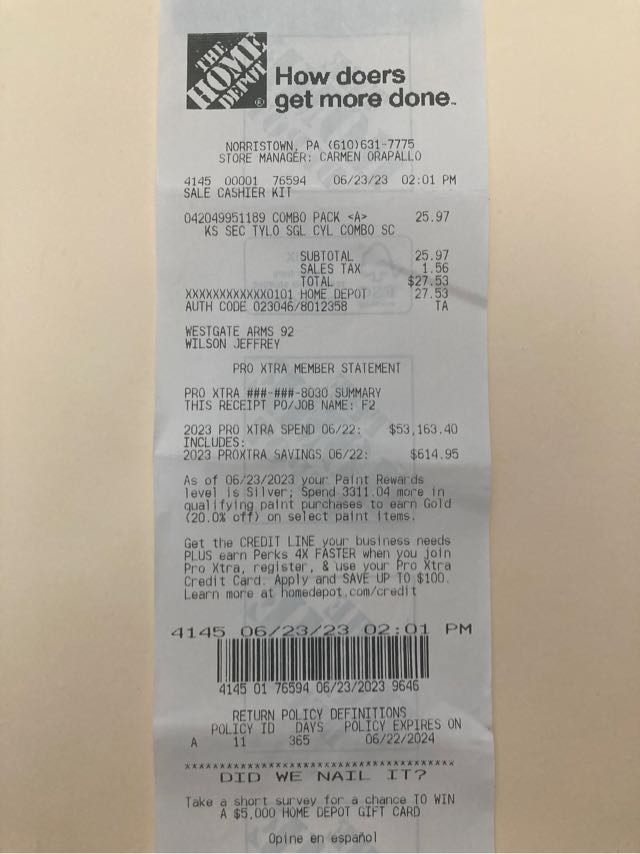 THE
HOME
DEPOT
®
How doers
get more done™
NORRISTOWN, PA (610)631-7775
STORE MANAGER: CARMEN ORAPALLO
4145 00001 76594 06/23/23 02:01 PM
SALE CASHIER KIT
042049951189 COMBO PACK <A> 25.97
KS SEC TYLO SGL CYL COMBO SC
SUBTOTAL 25.97
SALES TAX 1.56
TOTAL $27.53
XXXXXXXXXXXX0101 HOME DEPOT 27.53
AUTH CODE 023046/8012358 TA
WESTGATE ARMS 92
WILSON JEFFREY
PRO XTRA MEMBER STATEMENT
PRO XTRA ###-###-8030 SUMMARY
THIS RECEIPT PO/JOB NAME: F2
2023 PRO XTRA SPEND 06/22: $53,163.40
INCLUDES:
2023 PROXTRA SAVINGS 06/22: $614.95
As of 06/23/2023 your Paint Rewards
level is Silver; Spend 3311.04 more in
qualifying paint purchases to earn Gold
(20.0% off) on select paint items.
Get the CREDIT LINE your business needs
PLUS earn Perks 4X FASTER when you join
Pro Xtra, register, & use your Pro Xtra
Credit Card. Apply and SAVE UP TO $100.
Learn more at homedepot.com/credit
4145 06/23/23 02:01 PM
4145 01 76594 06/23/2023 9646
RETURN POLICY DEFINITIONS
POLICY ID DAYS POLICY EXPIRES ON
A 11 365 06/22/2024
DID WE NAIL IT?
Take a short survey for a chance TO WIN
A $5,000 HOME DEPOT GIFT CARD
Opine en español